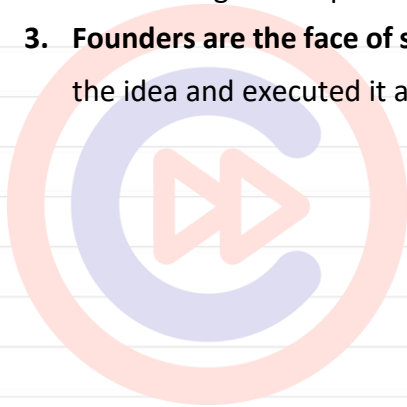 3. Founders are the face of
the idea and executed it